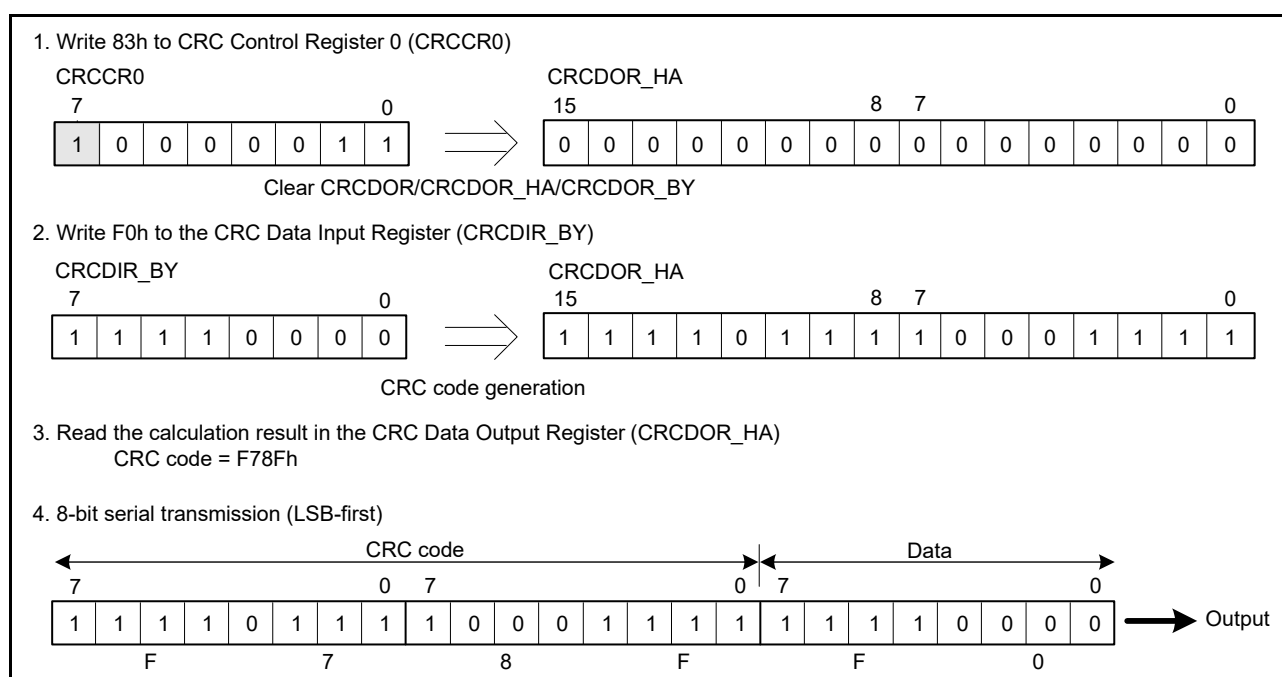 1. Write 83h to CRC Control Register 0 (CRCCR0)
CRCCR0 CRCDOR_HA
7 0 15 8 7 0
1 0 0 0 0 0 1 1 0 0 0 0 0 0 0 0 0 0 0 0 0 0 0 0
Clear CRCDOR/CRCDOR_HA/CRCDOR_BY
2. Write F0h to the CRC Data Input Register (CRCDIR_BY)
CRCDIR_BY CRCDOR_HA
7 0 15 8 7 0
1 1 1 1 0 0 0 0 1 1 1 1 0 1 1 1 1 0 0 0 1 1 1 1
CRC code generation
3. Read the calculation result in the CRC Data Output Register (CRCDOR_HA)
CRC code = F78Fh
4. 8-bit serial transmission (LSB-first)
CRC code Data
7 0 7 0 7 0
1 1 1 1 0 1 1 1 1 0 0 0 1 1 1 1 1 1 1 1 0 0 0 0 Output
F 7 8 F F 0